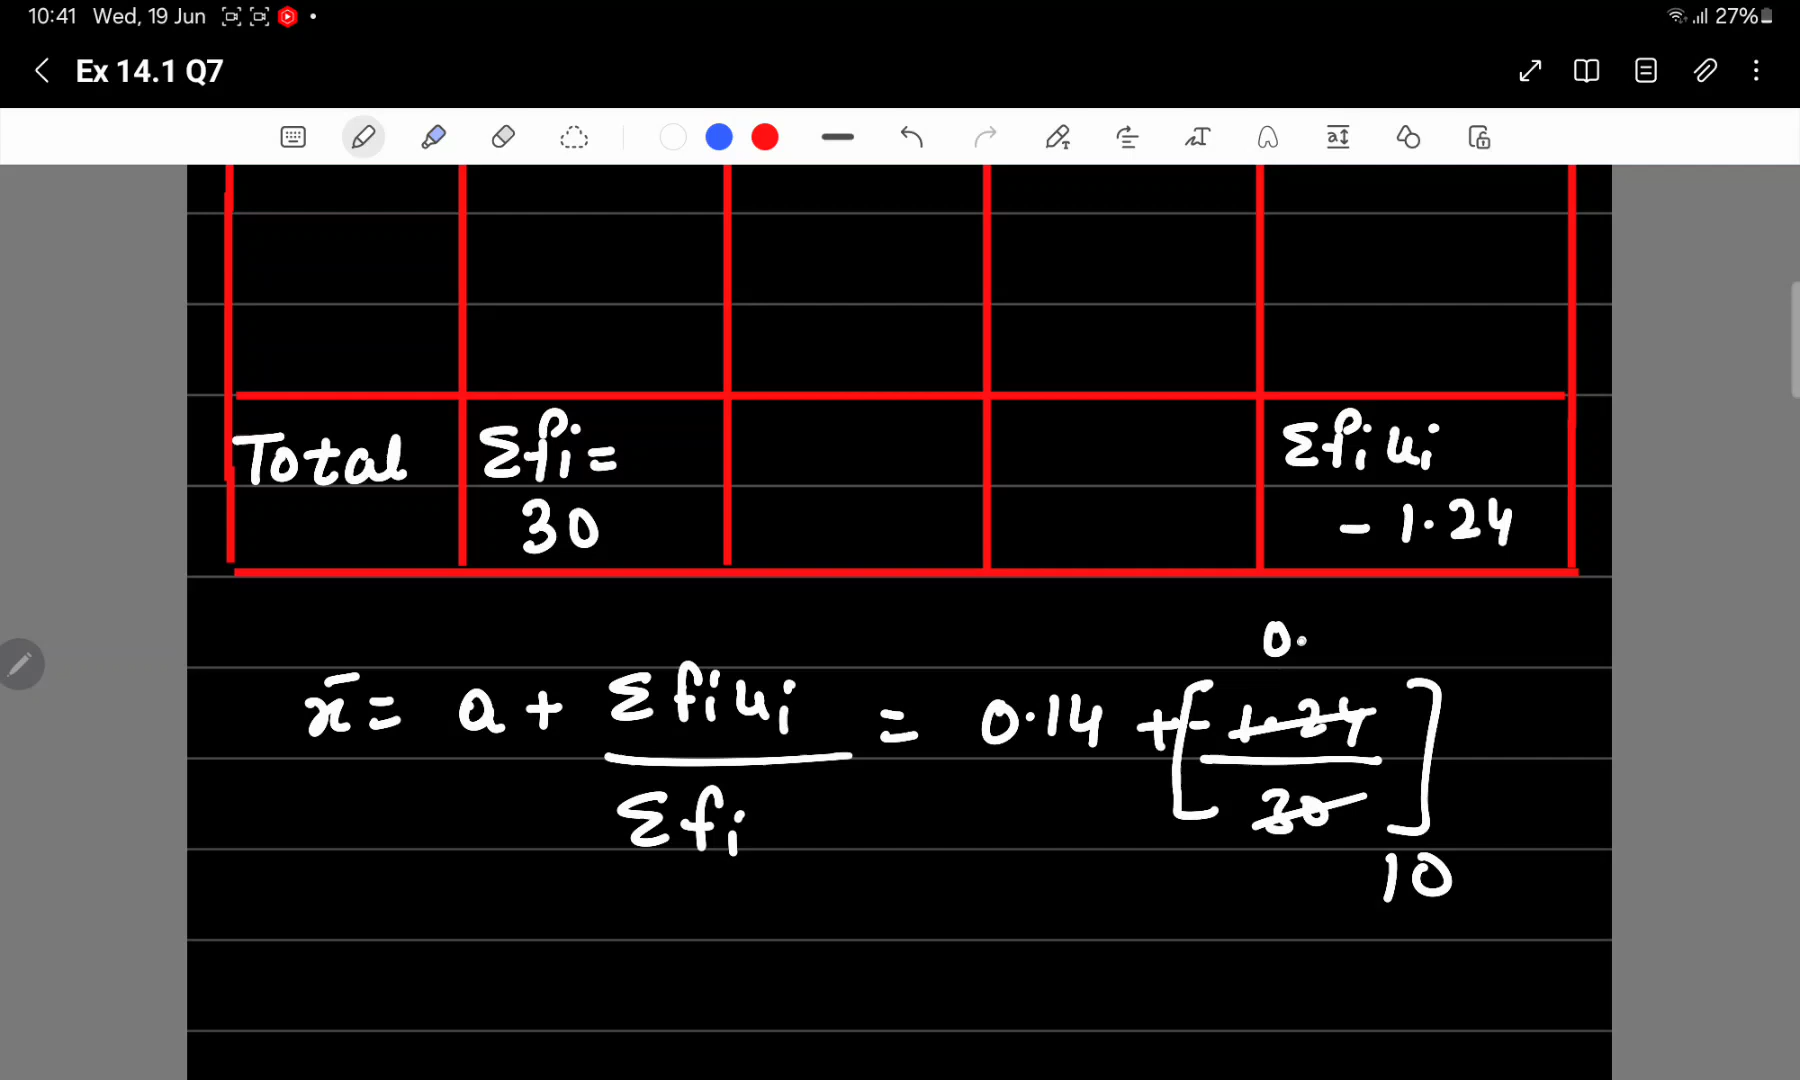 10:41 Wed, 19 Jun 27%
Ex 14.1 Q7
Total Σfi= Σfiui
30 - 1.24
0.
x̄ = a + Σfiui = 0.14 + [- 1.24
Σfi 30 ]
10